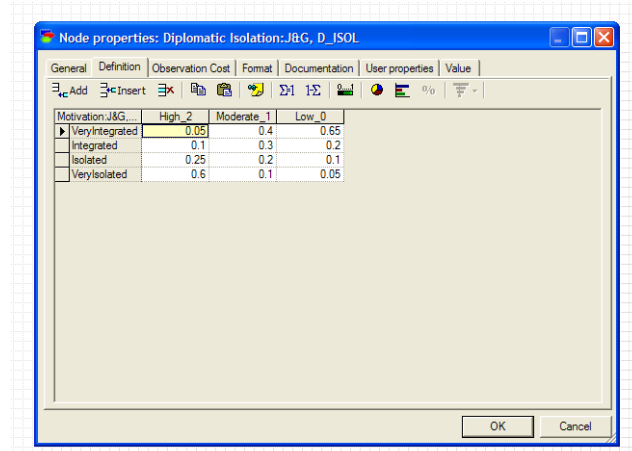 Node properties: Diplomatic Isolation:J&G, D_ISOL
General Definition Observation Cost Format Documentation User properties Value
Add Insert Σ=1 1-Σ %
Motivation:J&G,... High_2 Moderate_1 Low_0
VeryIntegrated 0.05 0.4 0.65
Integrated 0.1 0.3 0.2
Isolated 0.25 0.2 0.1
VeryIsolated 0.6 0.1 0.05
OK Cancel